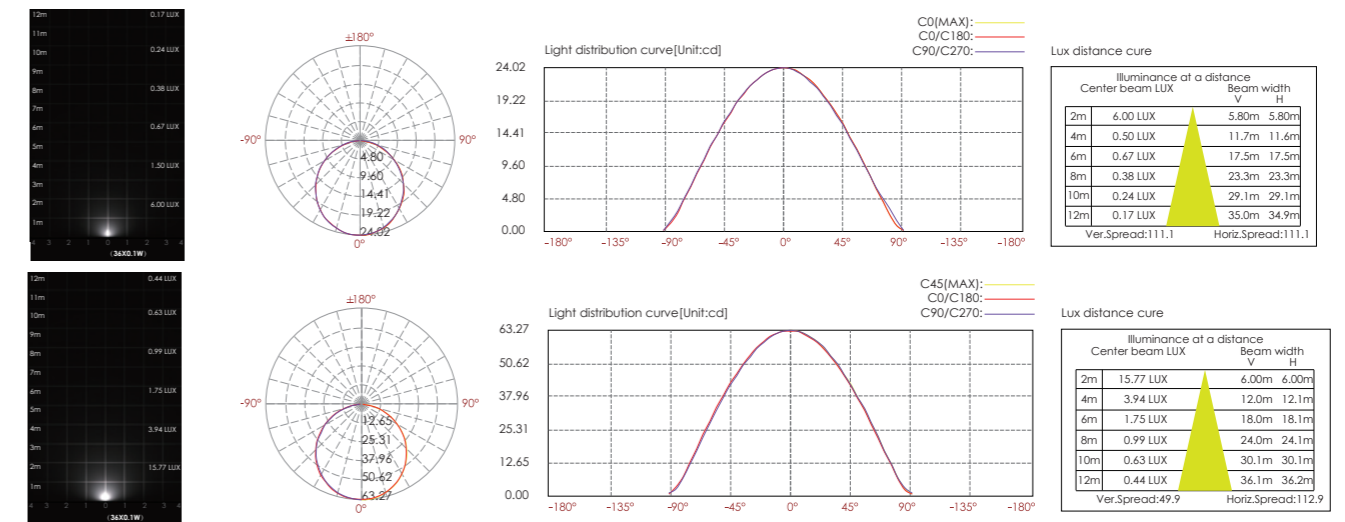 12m 0.17 LUX
11m
10m 0.24 LUX
9m
8m 0.38 LUX
7m
6m 0.67 LUX
5m
4m 1.50 LUX
3m
2m 6.00 LUX
1m
4 3 2 1 0 1 2 3 4
(36X0.1W)
±180°
-90° 90°
4.80
9.60
14.41
19.22
24.02
0°
C0(MAX):
C0/C180:
C90/C270:
Light distribution curve[Unit:cd]
24.02
19.22
14.41
9.60
4.80
0.00
-180° -135° -90° -45° 0° 45° 90° -135° -180°
Lux distance cure
Illuminance at a distance
Center beam LUX Beam width
V H
2m 6.00 LUX 5.80m 5.80m
4m 0.50 LUX 11.7m 11.6m
6m 0.67 LUX 17.5m 17.5m
8m 0.38 LUX 23.3m 23.3m
10m 0.24 LUX 29.1m 29.1m
12m 0.17 LUX 35.0m 34.9m
Ver.Spread:111.1 Horiz.Spread:111.1
12m 0.44 LUX
11m
10m 0.63 LUX
9m
8m 0.99 LUX
7m
6m 1.75 LUX
5m
4m 3.94 LUX
3m
2m 15.77 LUX
1m
4 3 2 1 0 1 2 3 4
(36X0.1W)
±180°
-90° 90°
12.65
25.31
37.96
50.62
63.27
0°
C45(MAX):
C0/C180:
C90/C270:
Light distribution curve[Unit:cd]
63.27
50.62
37.96
25.31
12.65
0.00
-180° -135° -90° -45° 0° 45° 90° -135° -180°
Lux distance cure
Illuminance at a distance
Center beam LUX Beam width
V H
2m 15.77 LUX 6.00m 6.00m
4m 3.94 LUX 12.0m 12.1m
6m 1.75 LUX 18.0m 18.1m
8m 0.99 LUX 24.0m 24.1m
10m 0.63 LUX 30.1m 30.1m
12m 0.44 LUX 36.1m 36.2m
Ver.Spread:49.9 Horiz.Spread:112.9